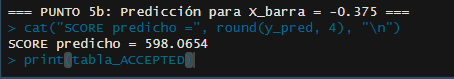 === PUNTO 5b: Predicción para X_barra = -0.375 ===
> cat("SCORE predicho =", round(y_pred, 4), "\n")
SCORE predicho = 598.0654
> print(tabla_ACCEPTED)